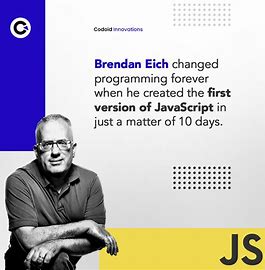 Codoid Innovations
Brendan Eich changed
programming forever
when he created the first
version of JavaScript in
just a matter of 10 days.
JS